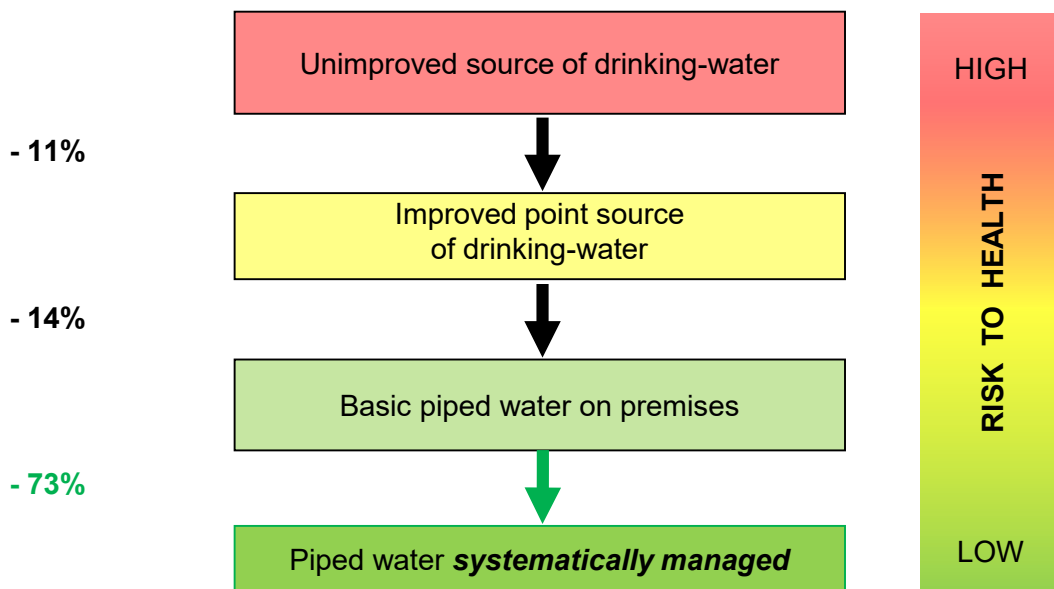 Unimproved source of drinking-water
HIGH
- 11%
Improved point source
of drinking-water
- 14%
RISK TO HEALTH
Basic piped water on premises
- 73%
Piped water systematically managed
LOW